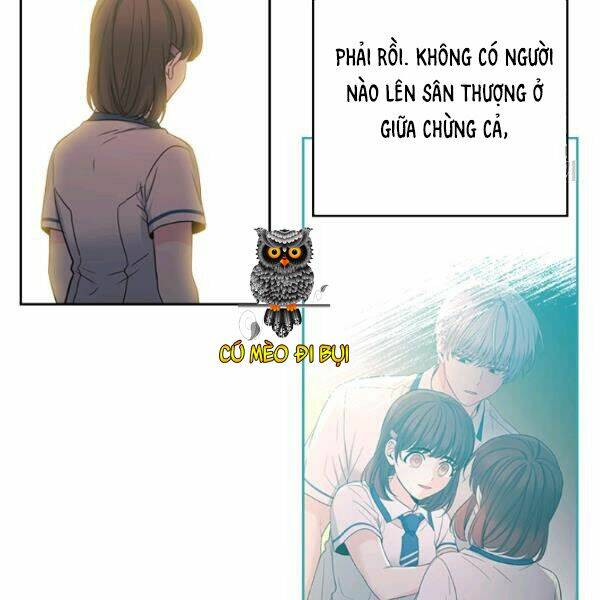 PHẢI RỒI. KHÔNG CÓ NGƯỜI
NÀO LÊN SÂN THƯỢNG Ở
GIỮA CHỪNG CẢ,
CÚ MÈO ĐI BỤI